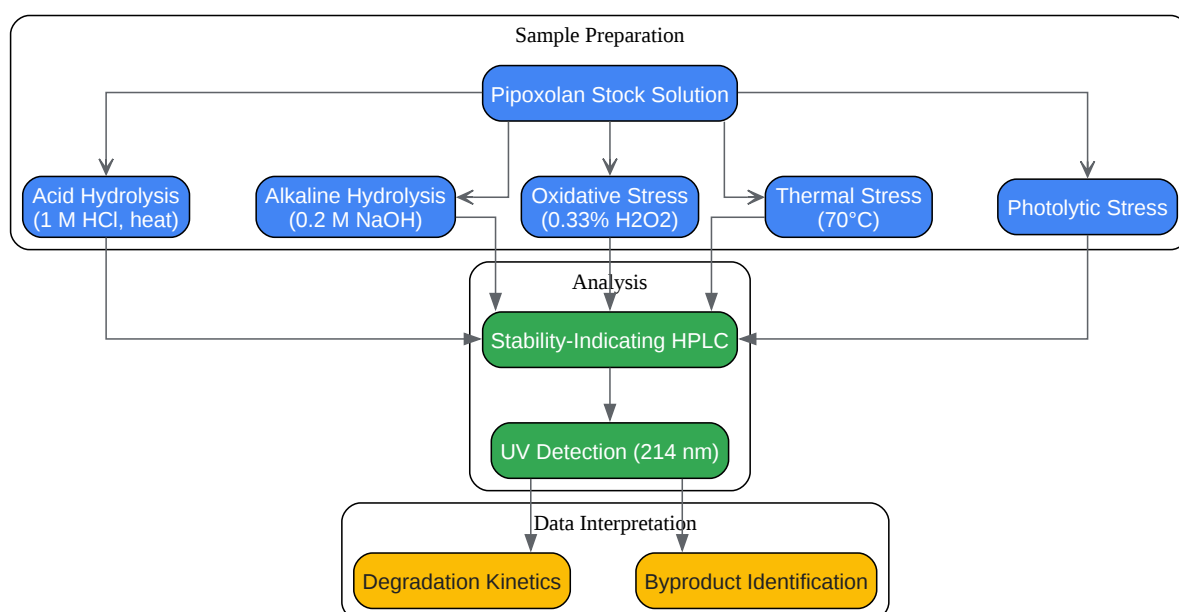 Sample Preparation
Pipoxolan Stock Solution
Acid Hydrolysis
(1 M HCl, heat)
Alkaline Hydrolysis
(0.2 M NaOH)
Oxidative Stress
(0.33% H2O2)
Thermal Stress
(70°C)
Photolytic Stress
Analysis
Stability-Indicating HPLC
UV Detection (214 nm)
Data Interpretation
Degradation Kinetics
Byproduct Identification